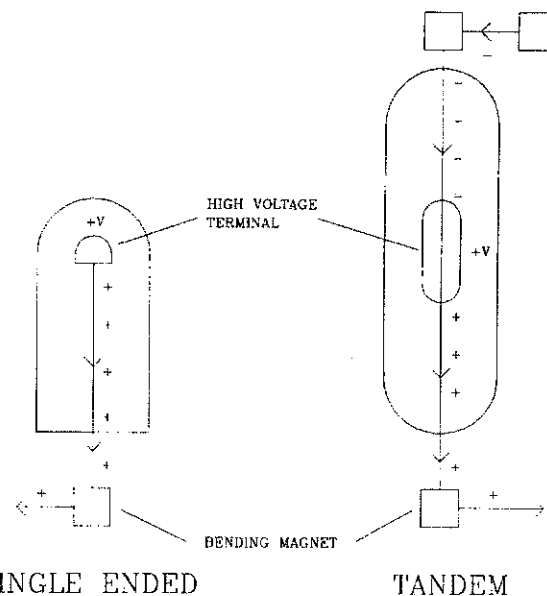 HIGH VOLTAGE
TERMINAL
+V
+V
BENDING MAGNET
INGLE ENDED
TANDEM